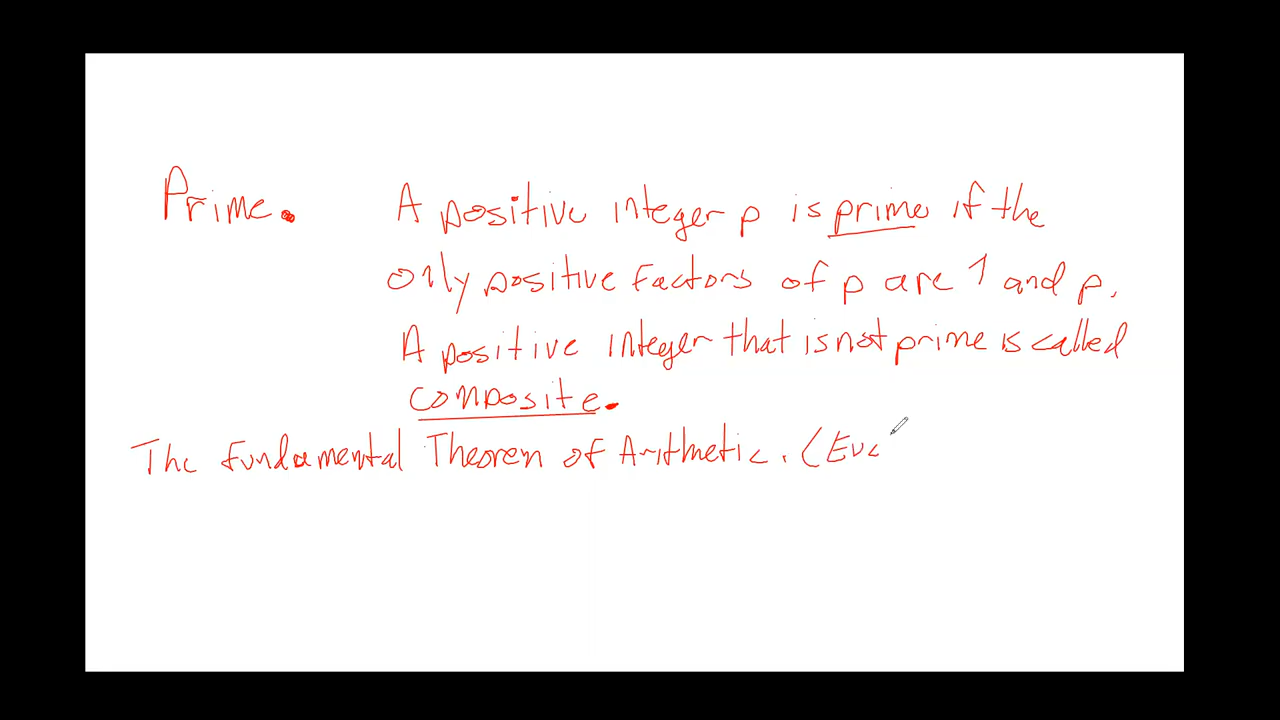 Prime. A positive integer p is prime if the
only positive factors of p are 1 and p.
A positive integer that is not prime is called
composite.
The Fundamental Theorem of Arithmetic. (Euc